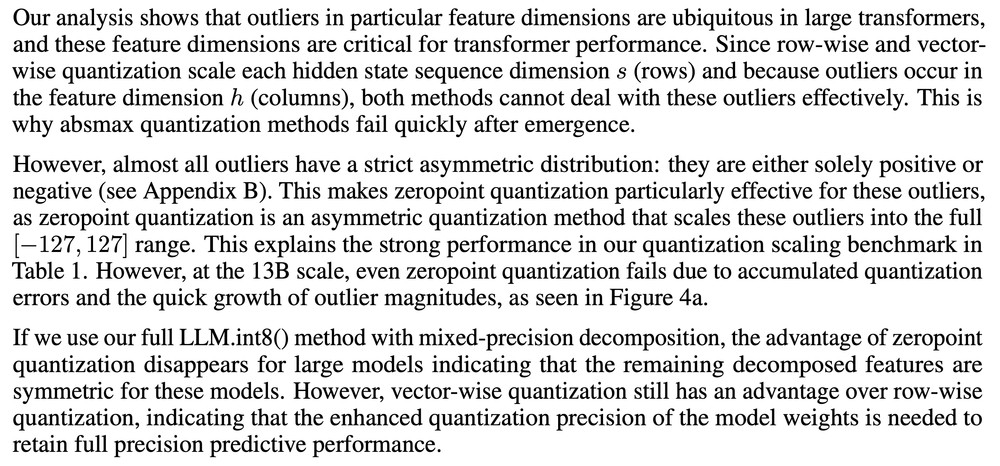 Our analysis shows that outliers in particular feature dimensions are ubiquitous in large transformers,
and these feature dimensions are critical for transformer performance. Since row-wise and vector-
wise quantization scale each hidden state sequence dimension s (rows) and because outliers occur in
the feature dimension h (columns), both methods cannot deal with these outliers effectively. This is
why absmax quantization methods fail quickly after emergence.
However, almost all outliers have a strict asymmetric distribution: they are either solely positive or
negative (see Appendix B). This makes zeropoint quantization particularly effective for these outliers,
as zeropoint quantization is an asymmetric quantization method that scales these outliers into the full
[−127, 127] range. This explains the strong performance in our quantization scaling benchmark in
Table 1. However, at the 13B scale, even zeropoint quantization fails due to accumulated quantization
errors and the quick growth of outlier magnitudes, as seen in Figure 4a.
If we use our full LLM.int8() method with mixed-precision decomposition, the advantage of zeropoint
quantization disappears for large models indicating that the remaining decomposed features are
symmetric for these models. However, vector-wise quantization still has an advantage over row-wise
quantization, indicating that the enhanced quantization precision of the model weights is needed to
retain full precision predictive performance.